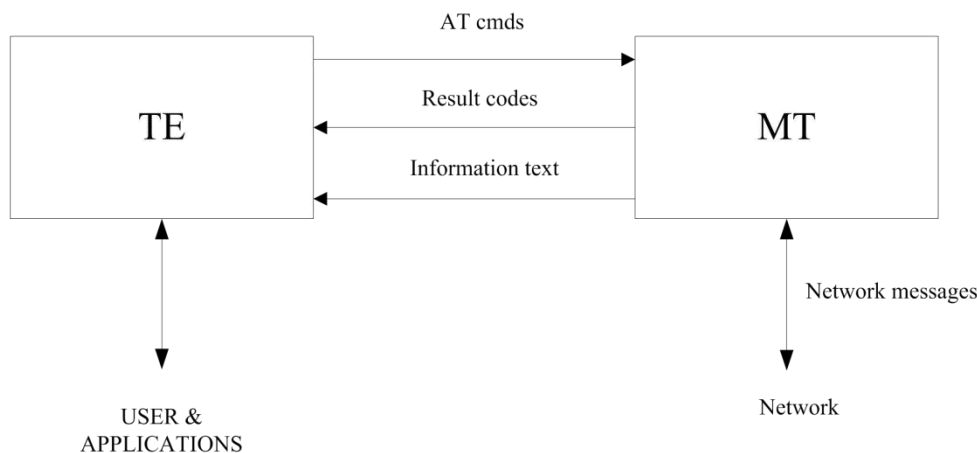 AT cmds
TE
MT
Result codes
Information text
Network messages
USER &
APPLICATIONS
Network